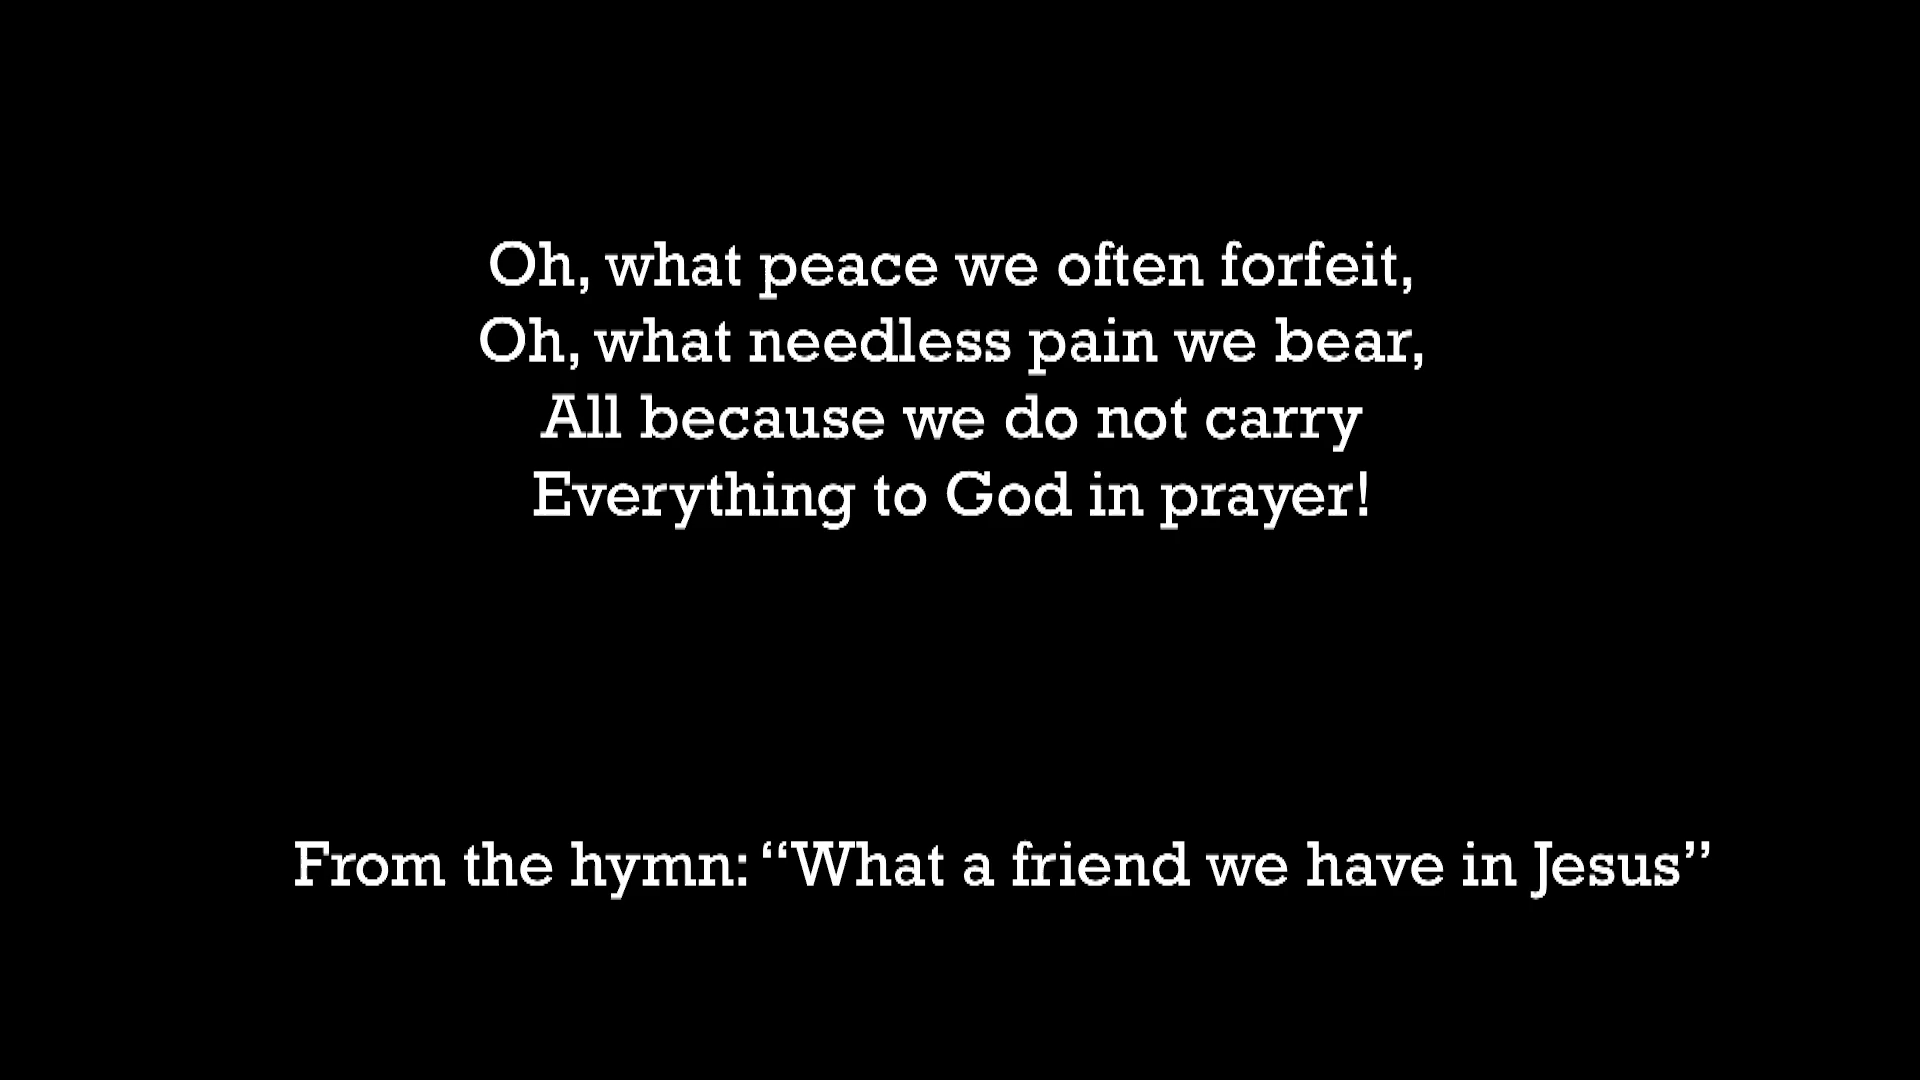 Oh, what peace we often forfeit,
Oh, what needless pain we bear,
All because we do not carry
Everything to God in prayer!
From the hymn: “What a friend we have in Jesus”